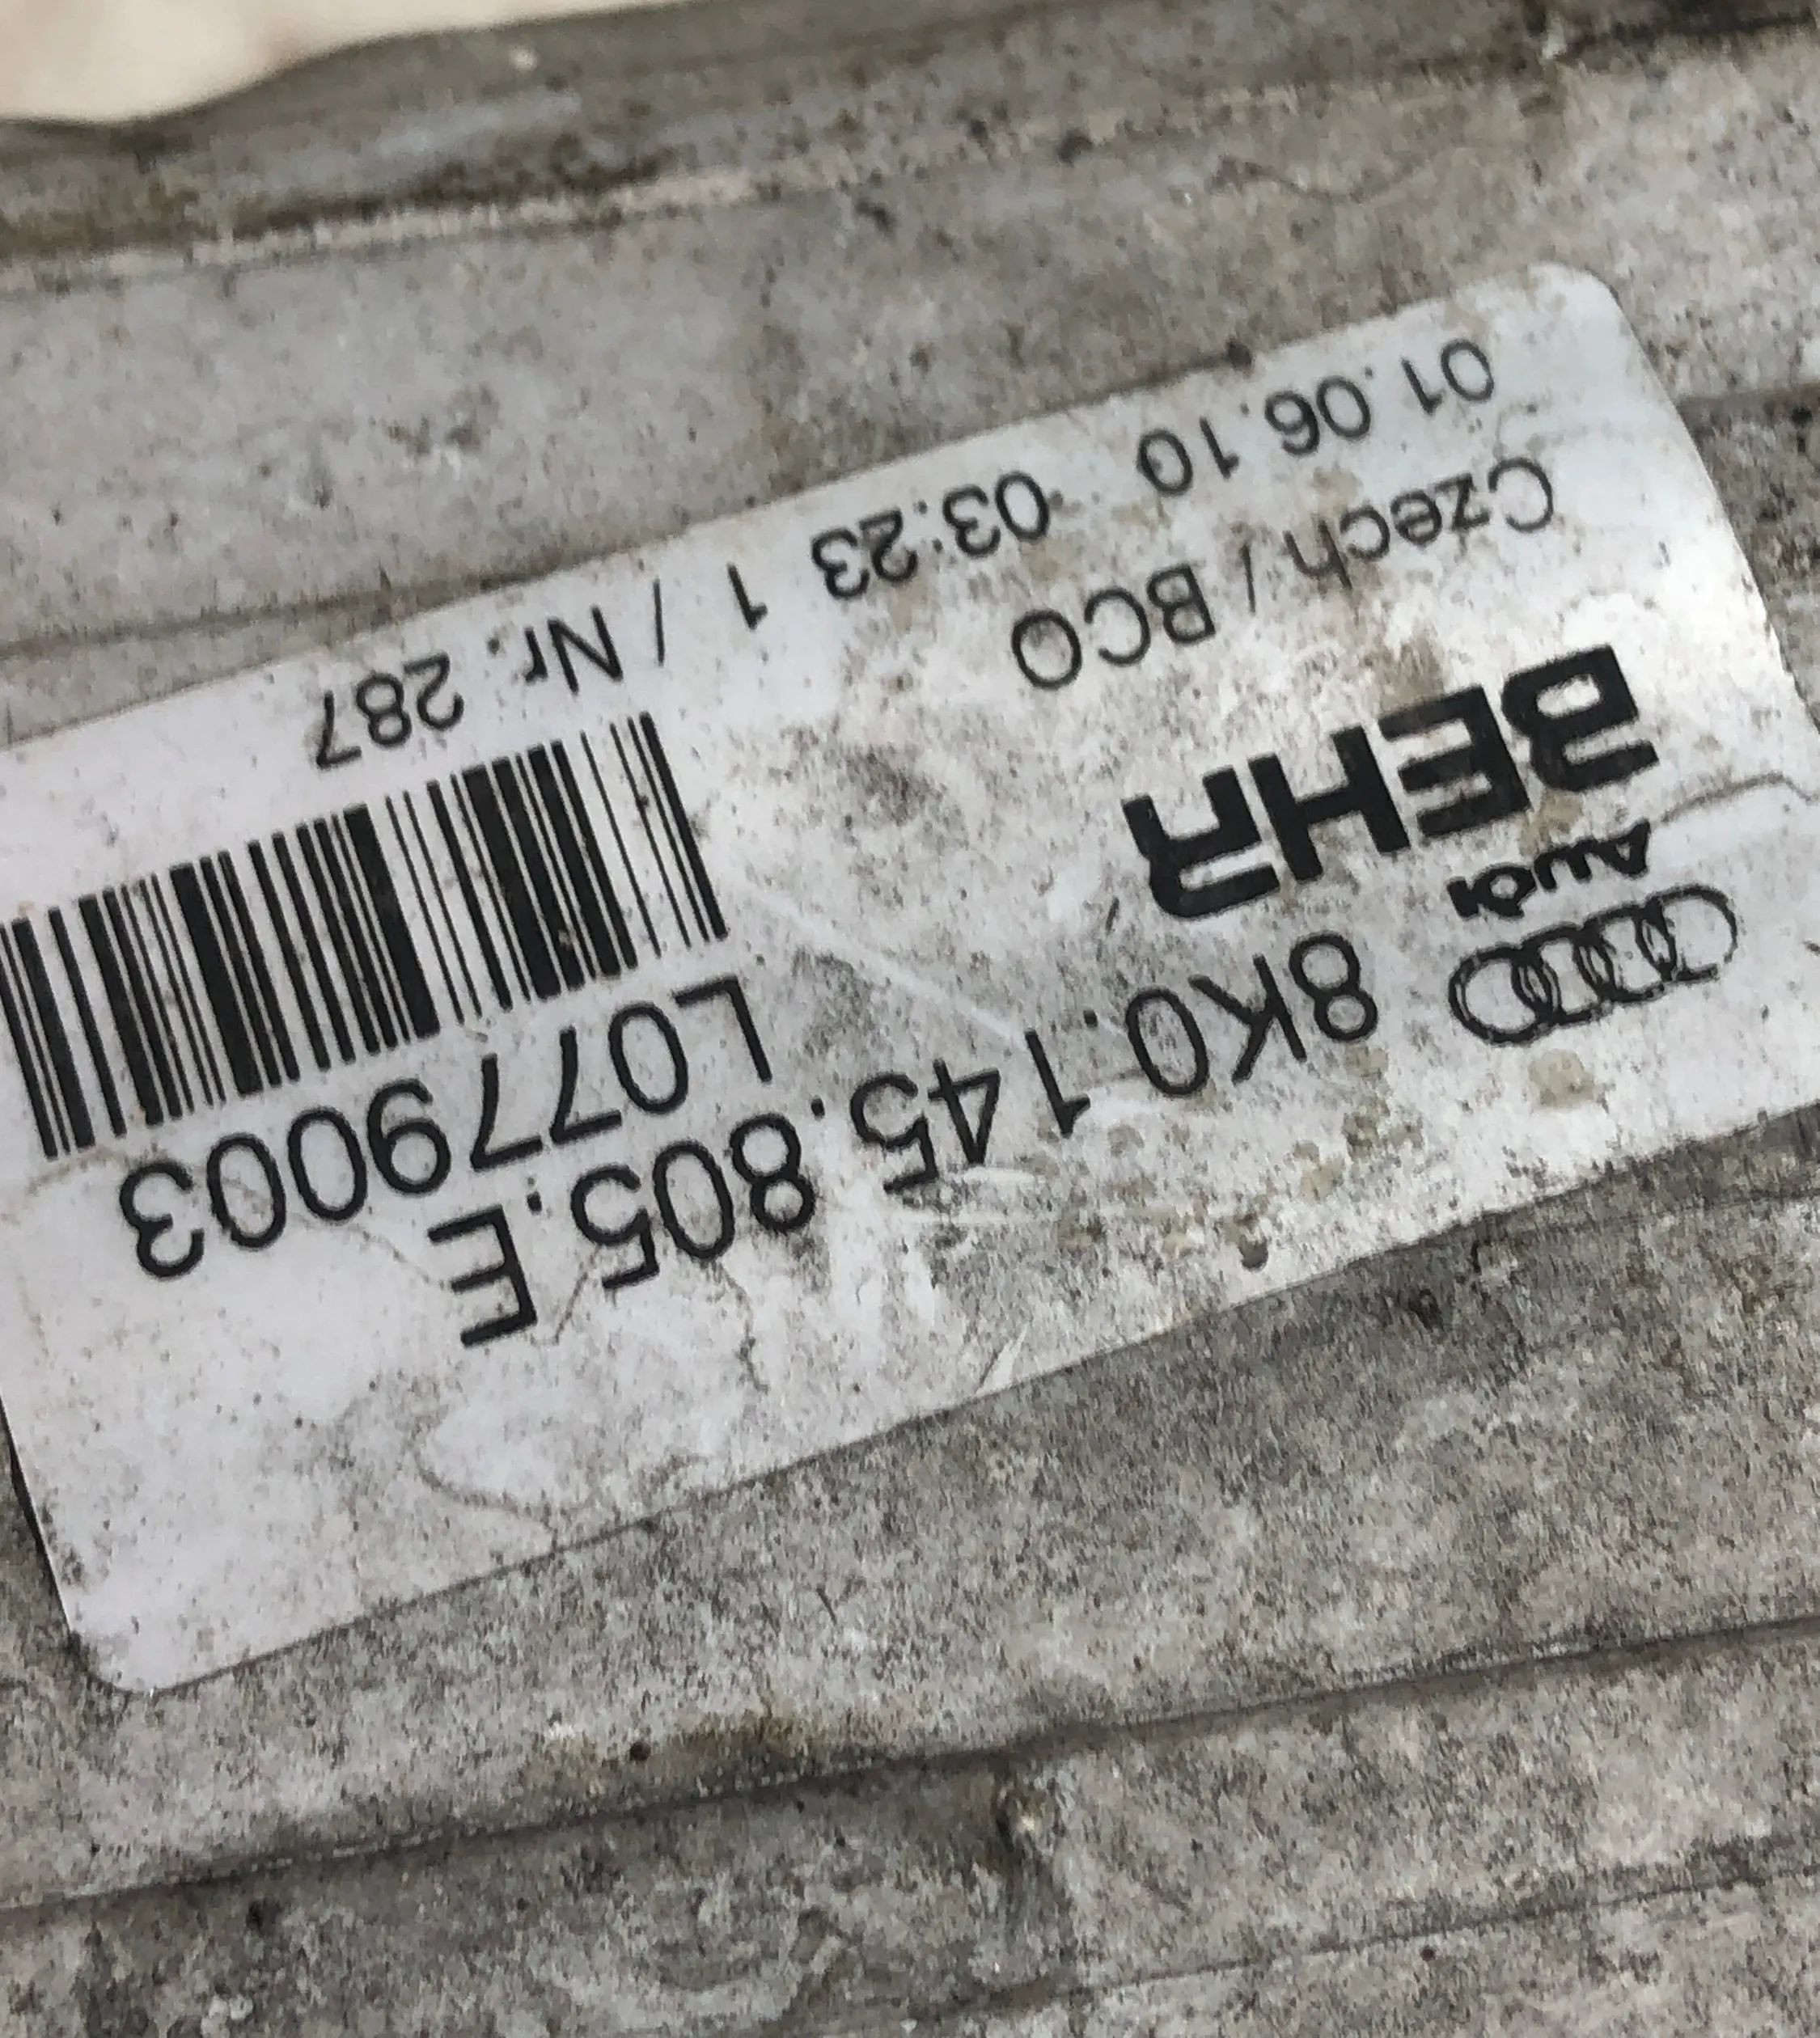 8K0.145.805.E
AUDI
L0779003
BEHR
Czech / BCO
01.06.10 03:23 1 / Nr. 287